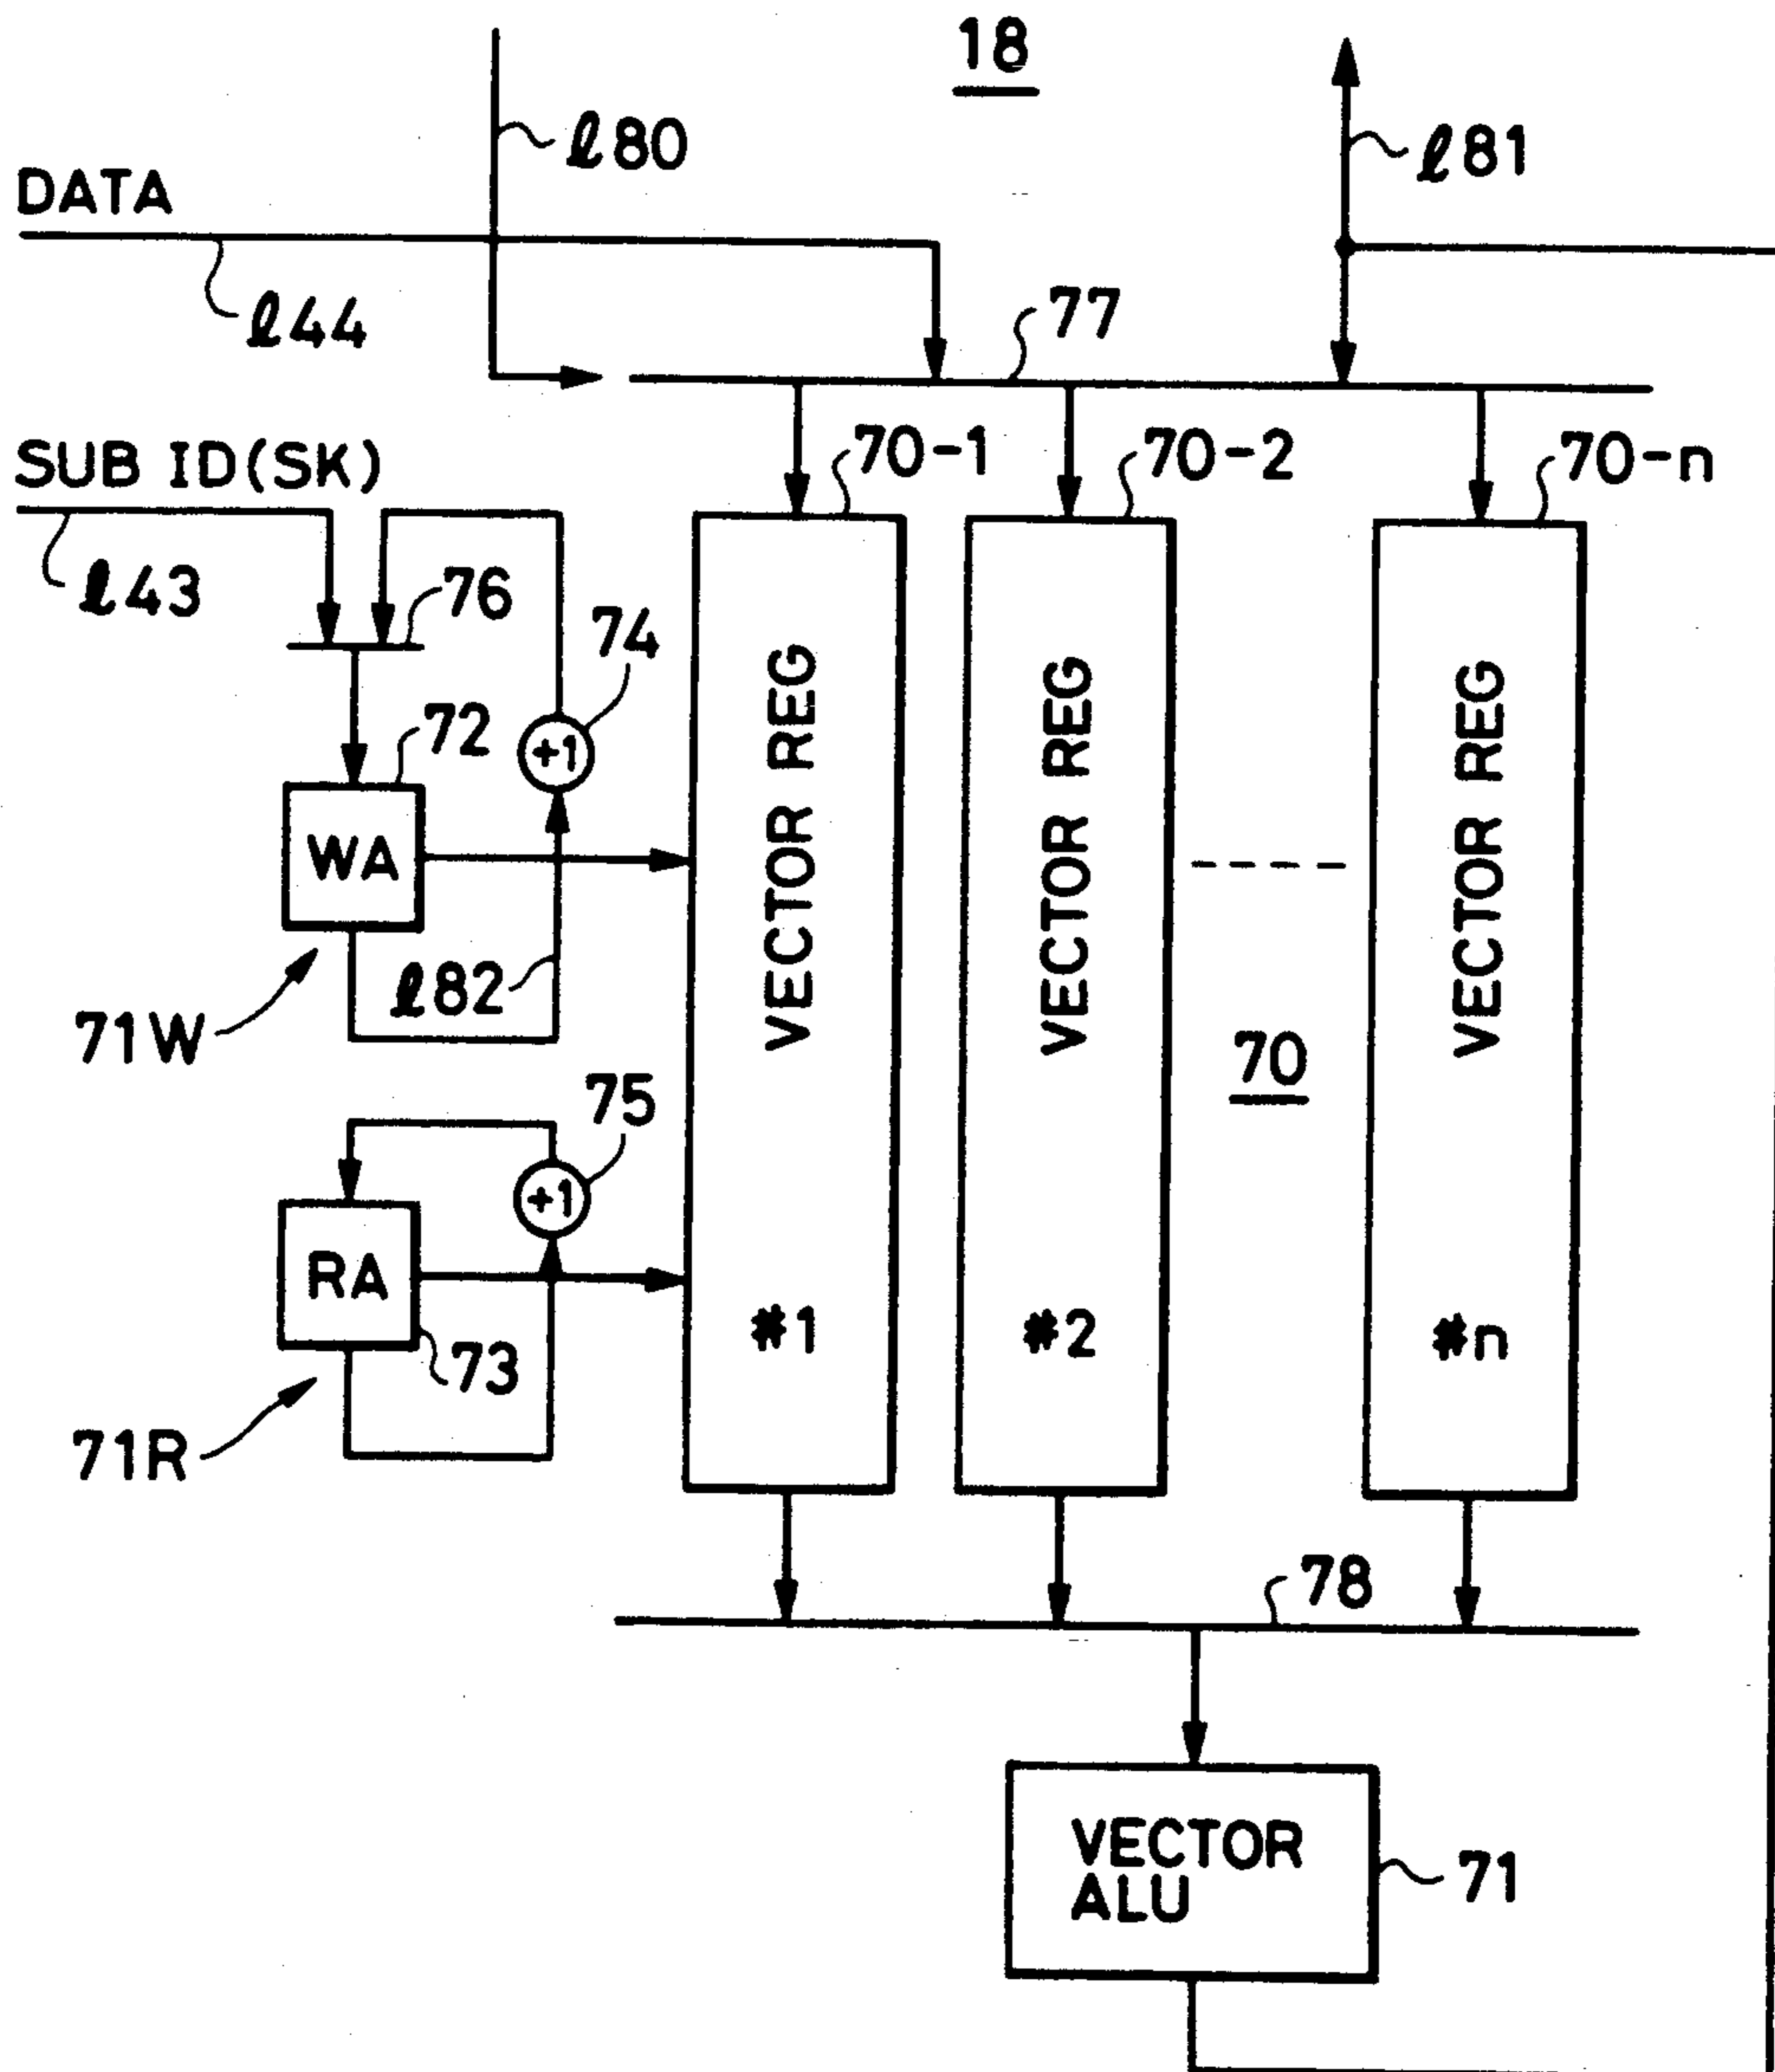 18
ℓ80
ℓ81
DATA
ℓ44
77
70-1
70-2
70-n
SUB ID(SK)
ℓ43
76
74
72
+1
WA
VECTOR REG
VECTOR REG
VECTOR REG
ℓ82
71W
70
75
+1
RA
#1
#2
#n
73
71R
78
VECTOR
ALU
71